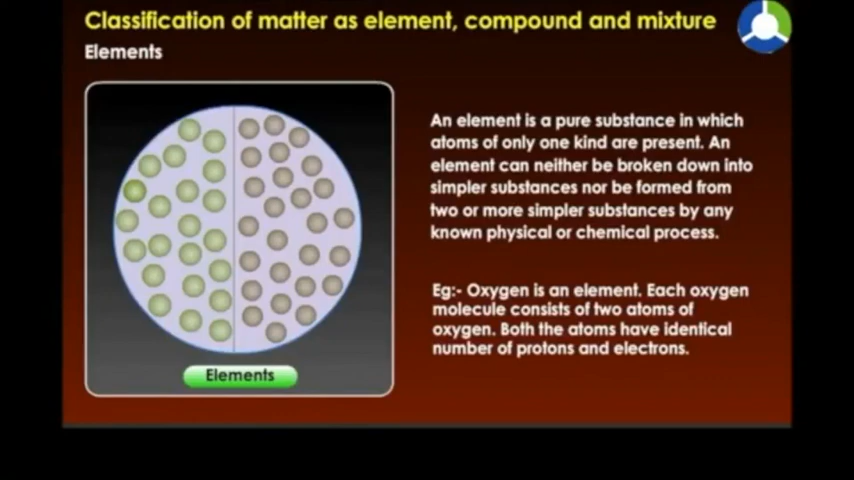 Classification of matter as element, compound and mixture
Elements
An element is a pure substance in which
atoms of only one kind are present. An
element can neither be broken down into
simpler substances nor be formed from
two or more simpler substances by any
known physical or chemical process.
Eg:- Oxygen is an element. Each oxygen
molecule consists of two atoms of
oxygen. Both the atoms have identical
number of protons and electrons.
Elements